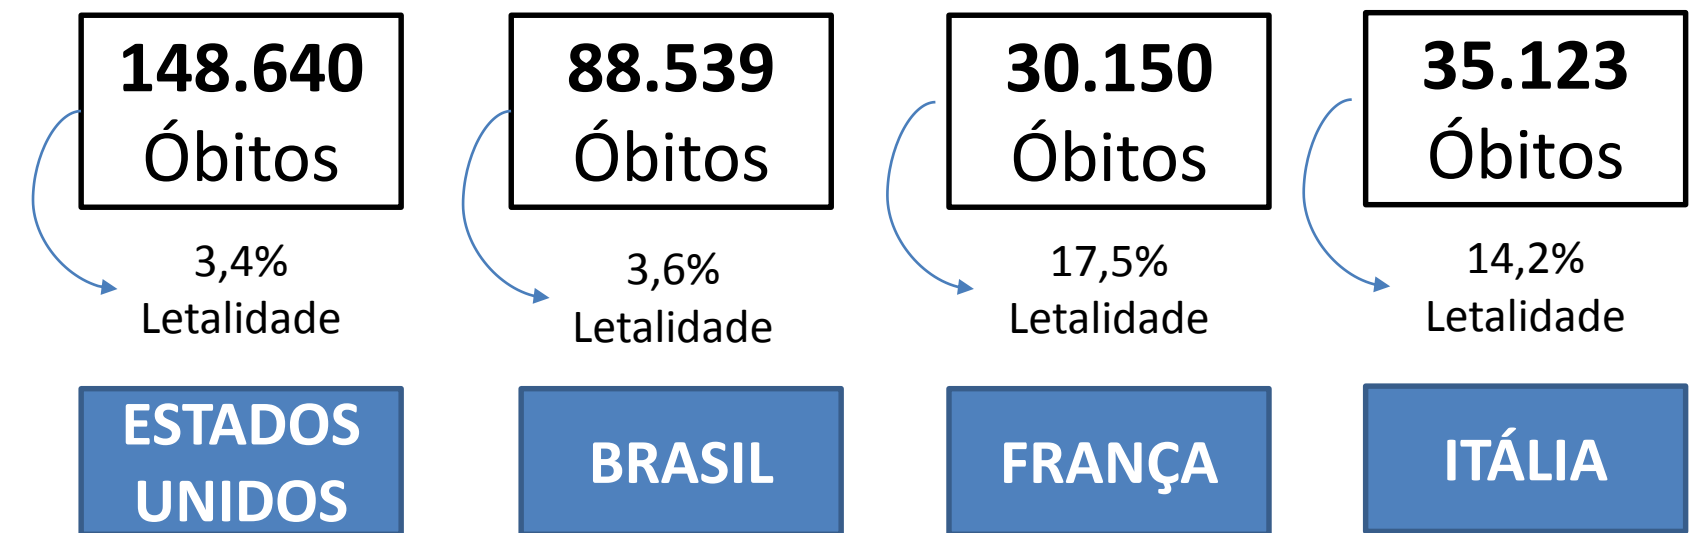 148.640
Óbitos
3,4%
Letalidade
ESTADOS
UNIDOS
88.539
Óbitos
3,6%
Letalidade
BRASIL
30.150
Óbitos
17,5%
Letalidade
FRANÇA
35.123
Óbitos
14,2%
Letalidade
ITÁLIA